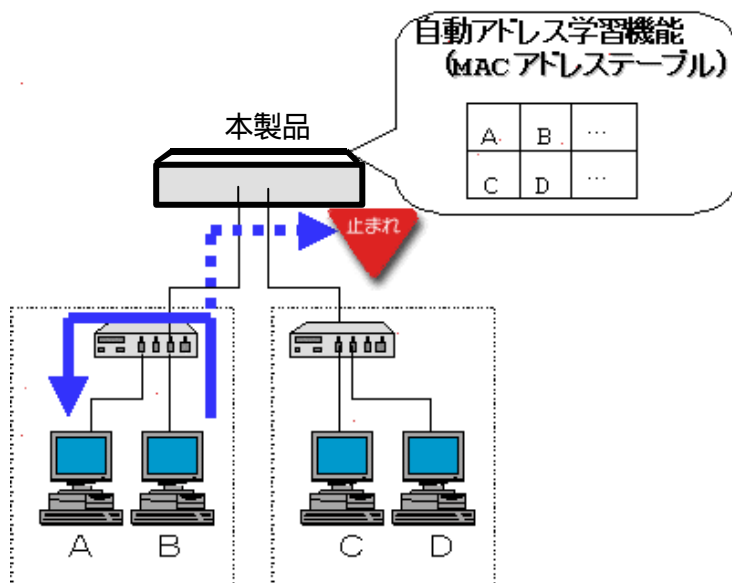 自動アドレス学習機能
(MAC アドレステーブル)
本製品
A B …
C D …
止まれ
A B C D